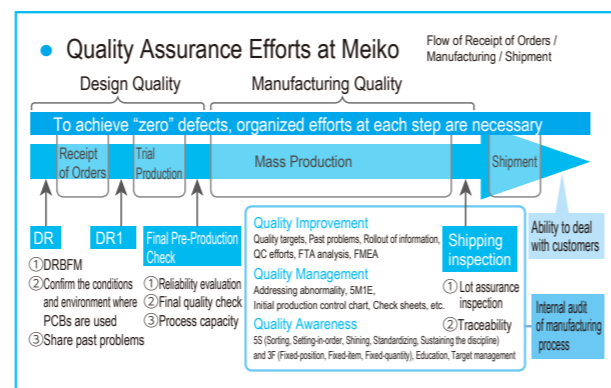 ● Quality Assurance Efforts at Meiko
Flow of Receipt of Orders /
Manufacturing / Shipment
Design Quality
Manufacturing Quality
To achieve “zero” defects, organized efforts at each step are necessary
Receipt
of Orders
Trial
Production
Mass Production
Shipment
DR
①DRBFM
②Confirm the conditions
and environment where
PCBs are used
③Share past problems
DR1
Final Pre-Production
Check
①Reliability evaluation
②Final quality check
③Process capacity
Quality Improvement
Quality targets, Past problems, Rollout of information,
QC efforts, FTA analysis, FMEA
Quality Management
Addressing abnormality, 5M1E,
Initial production control chart, Check sheets, etc.
Quality Awareness
5S (Sorting, Setting-in-order, Shining, Standardizing, Sustaining the discipline)
and 3F (Fixed-position, Fixed-item, Fixed-quantity), Education, Target management
Shipping
inspection
① Lot assurance
inspection
② Traceability
Ability to deal
with customers
Internal audit
of manufacturing
process